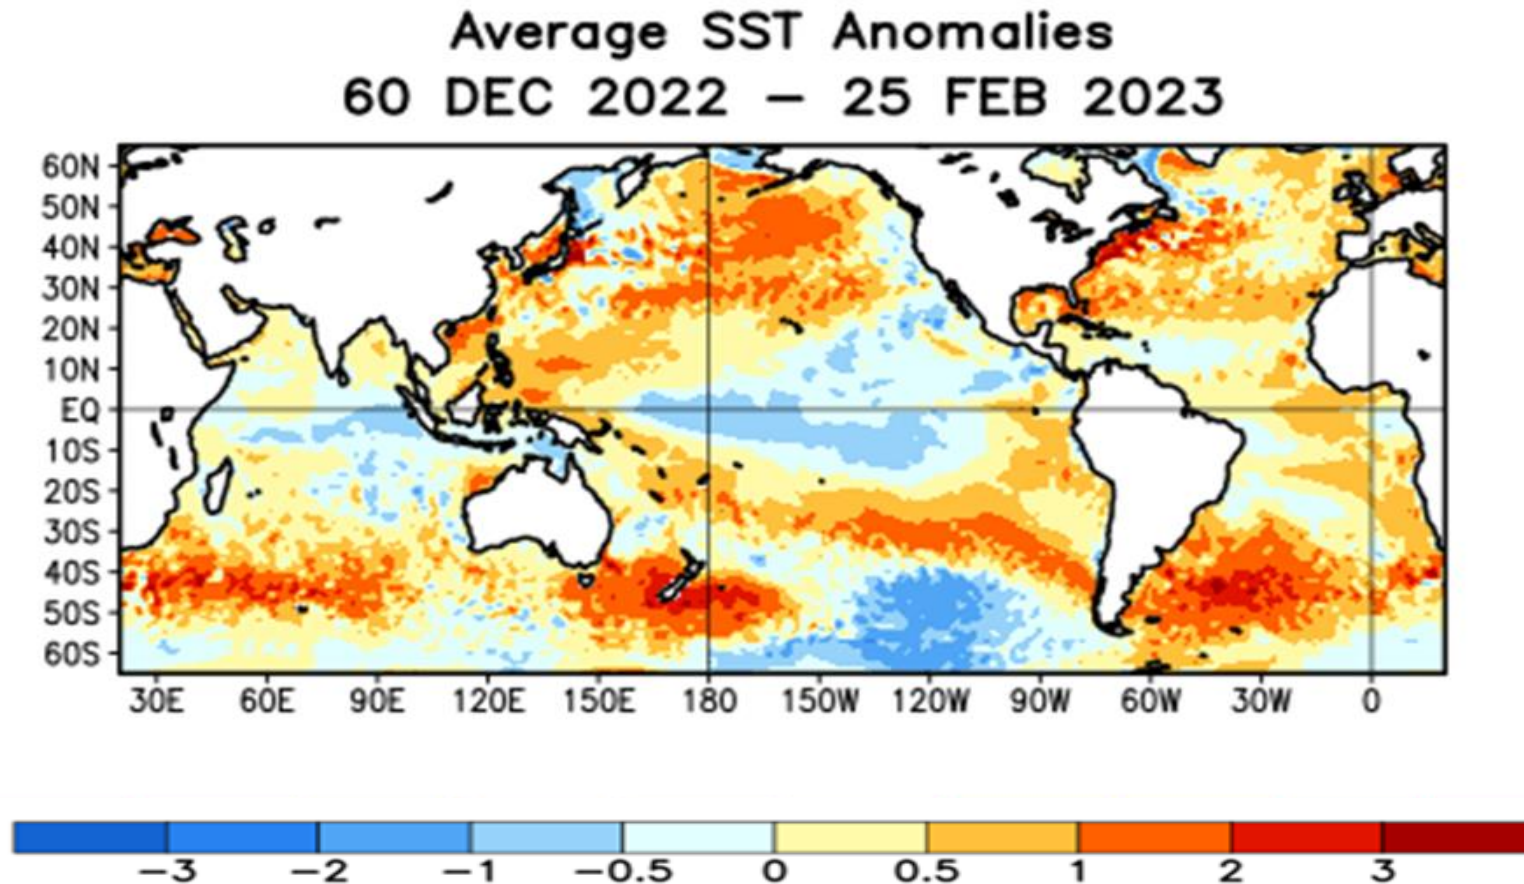 Average SST Anomalies
60 DEC 2022 – 25 FEB 2023
60N
50N
40N
30N
20N
10N
EQ
10S
20S
30S
40S
50S
60S
30E 60E 90E 120E 150E 180 150W 120W 90W 60W 30W 0
−3 −2 −1 −0.5 0 0.5 1 2 3